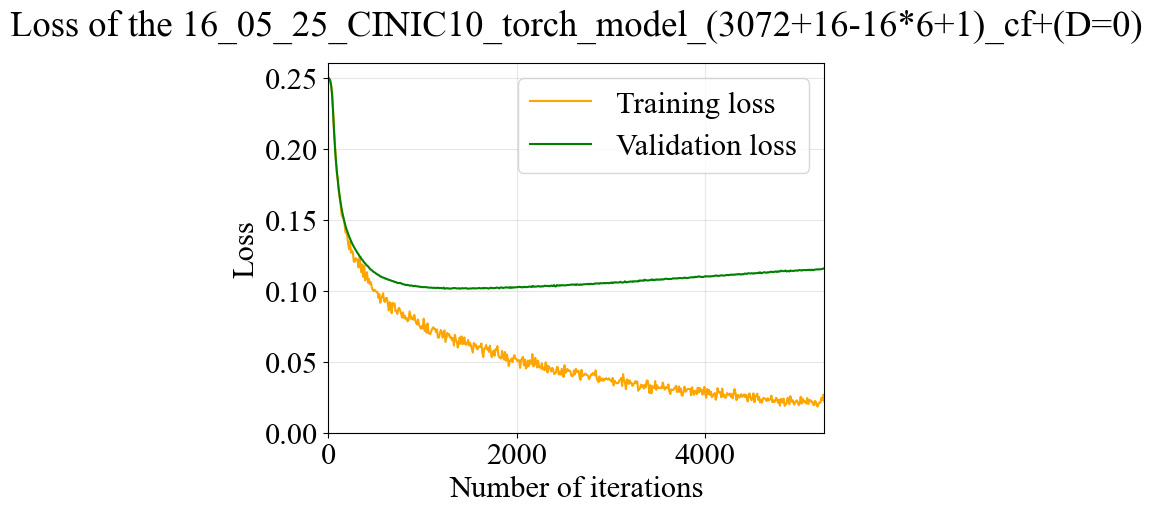 Loss of the 16_05_25_CINIC10_torch_model_(3072+16-16*6+1)_cf+(D=0)
0.25
0.20
0.15
0.10
0.05
0.00
Loss
Training loss
Validation loss
0
2000
4000
Number of iterations